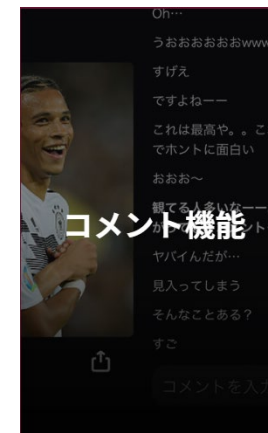 Oh…
うおおおおおおwww
すげえ
ですよねーー
これは最高や。。こ
でホントに面白い
おおお〜
観てる人多いなーー
コメント機能
ヤバイんだが…
見入ってしまう
そんなことある？
すご
コメントを入力